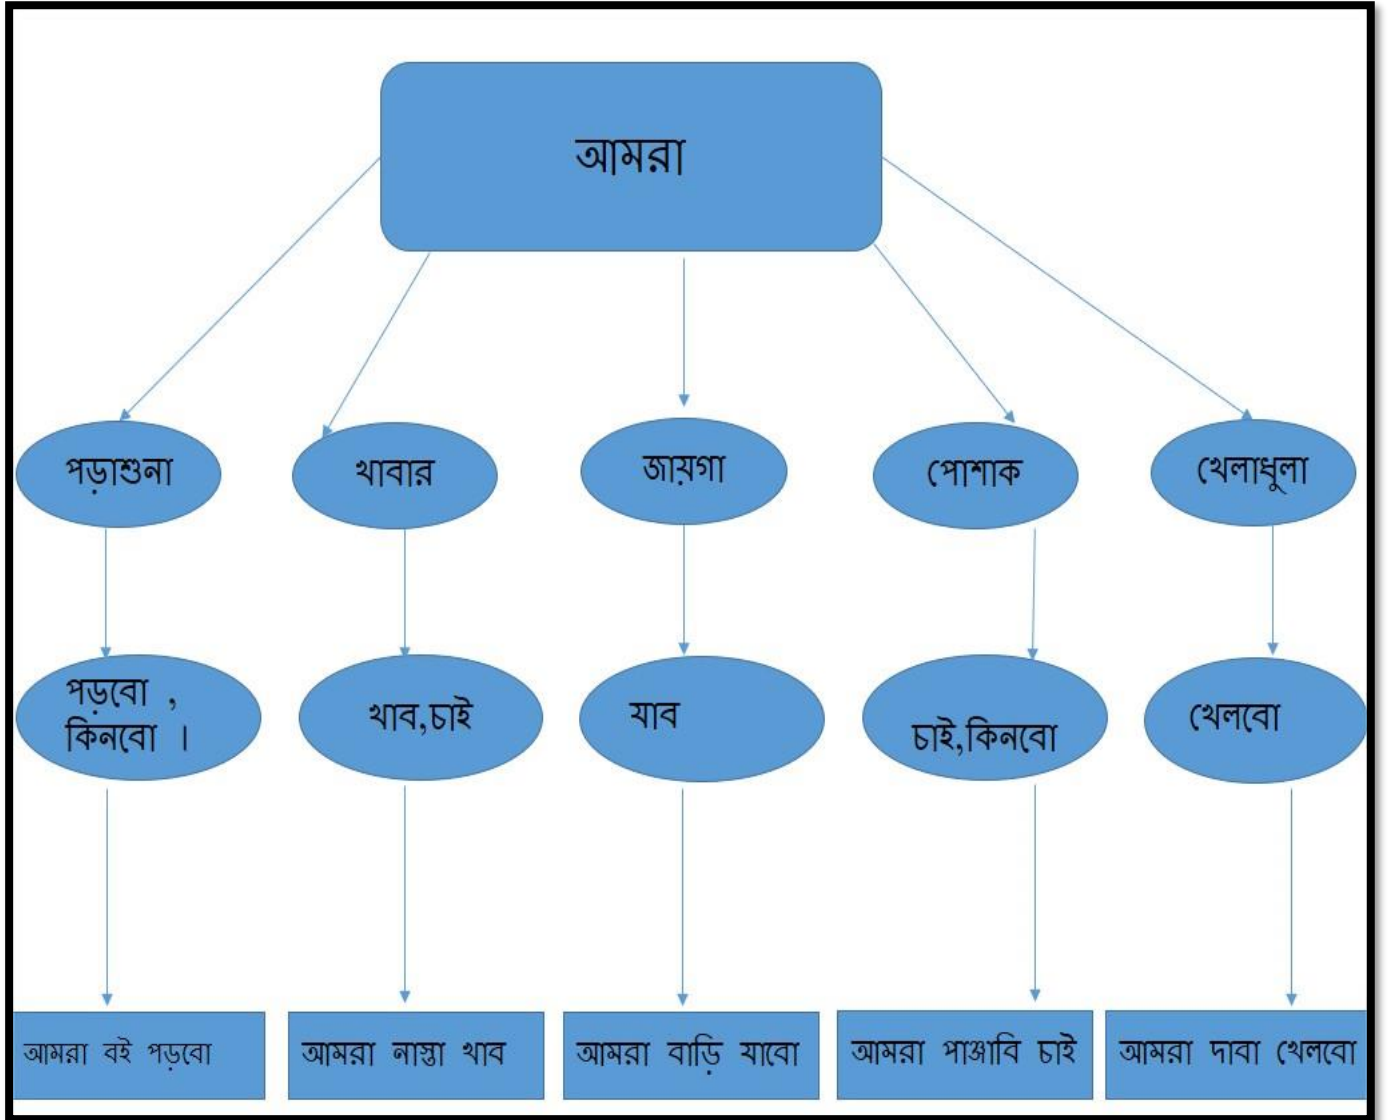 আমরা
পড়াশুনা
খাবার
জায়গা
পোশাক
খেলাধুলা
পড়বো ,
কিনবো ।
খাব,চাই
যাব
চাই,কিনবো
খেলবো
আমরা বই পড়বো
আমরা নাস্তা খাব
আমরা বাড়ি যাবো
আমরা পাঞ্জাবি চাই
আমরা দাবা খেলবো